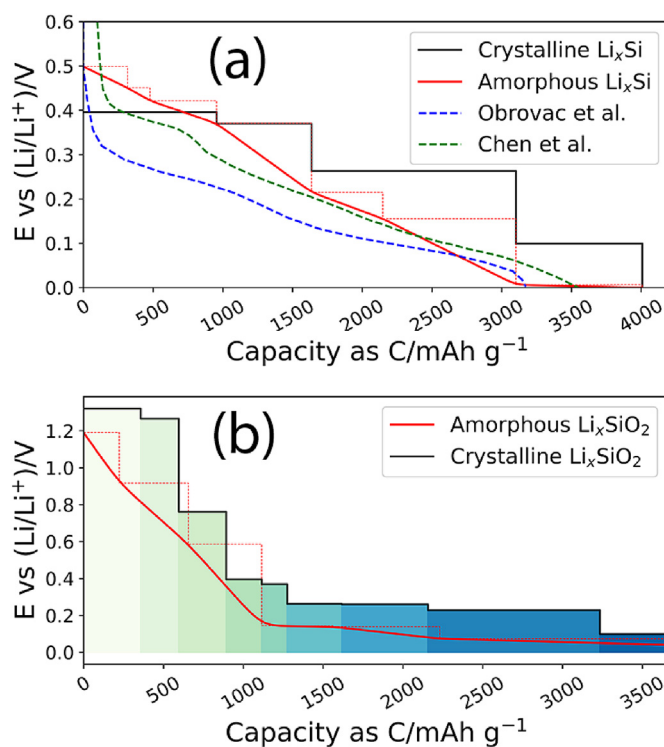 (a)
Crystalline LiₓSi
Amorphous LiₓSi
Obrovac et al.
Chen et al.
E vs (Li/Li⁺)/V
0.6
0.5
0.4
0.3
0.2
0.1
0.0
0 500 1000 1500 2000 2500 3000 3500 4000
Capacity as C/mAh g⁻¹
(b)
Amorphous LiₓSiO₂
Crystalline LiₓSiO₂
E vs (Li/Li⁺)/V
1.2
1.0
0.8
0.6
0.4
0.2
0.0
0 500 1000 1500 2000 2500 3000 3500
Capacity as C/mAh g⁻¹